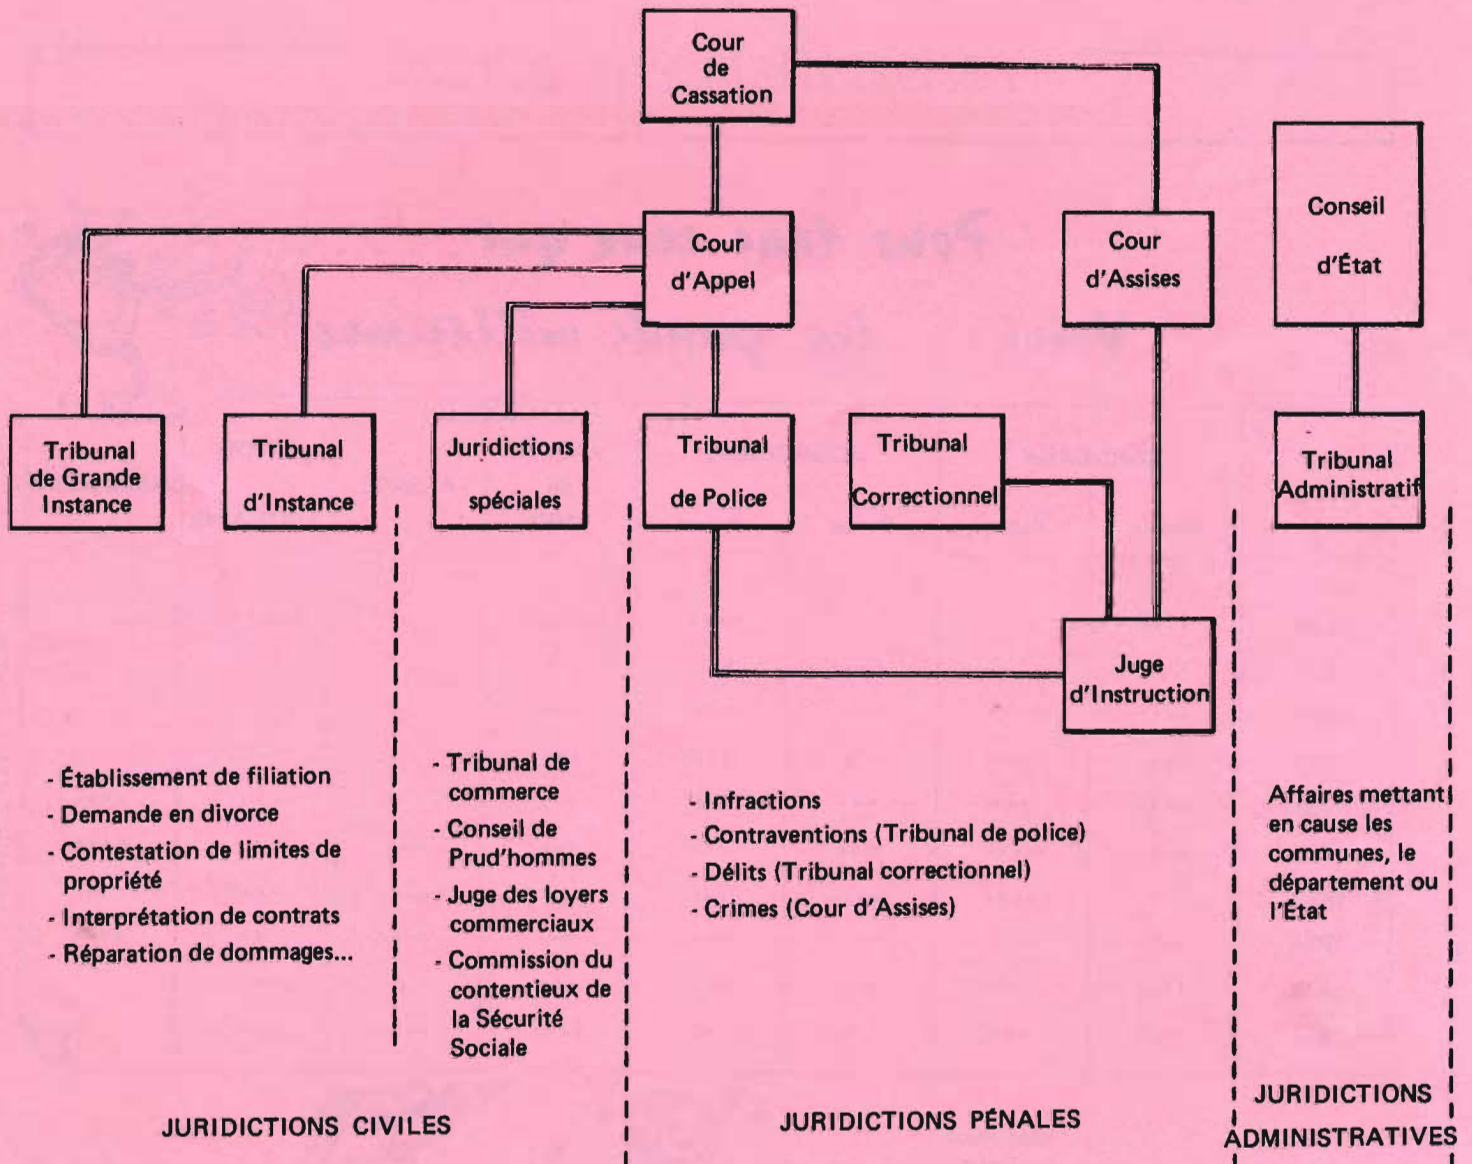 Cour
de
Cassation
Conseil
d'État
Cour
d'Appel
Cour
d'Assises
Tribunal
de Grande
Instance
Tribunal
d'Instance
Juridictions
spéciales
Tribunal
de Police
Tribunal
Correctionnel
Tribunal
Administratif
Juge
d'Instruction
- Établissement de filiation
- Demande en divorce
- Contestation de limites de
propriété
- Interprétation de contrats
- Réparation de dommages...
- Tribunal de
commerce
- Conseil de
Prud'hommes
- Juge des loyers
commerciaux
- Commission du
contentieux de
la Sécurité
Sociale
- Infractions
- Contraventions (Tribunal de police)
- Délits (Tribunal correctionnel)
- Crimes (Cour d'Assises)
Affaires mettant
en cause les
communes, le
département ou
l'État
JURIDICTIONS CIVILES
JURIDICTIONS PÉNALES
JURIDICTIONS
ADMINISTRATIVES